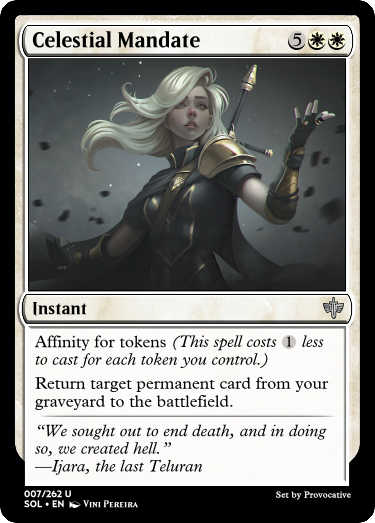 Celestial Mandate 5
Instant
Affinity for tokens (This spell costs 1 less
to cast for each token you control.)
Return target permanent card from your
graveyard to the battlefield.
“We sought out to end death, and in doing
so, we created hell.”
—Ijara, the last Teluran
007/262 U
SOL • EN Vini Pereira
Set by Provocative